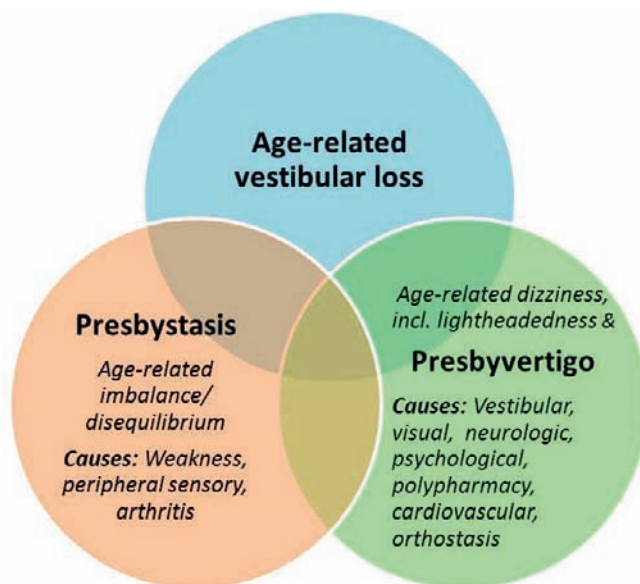 Age-related
vestibular loss
Presbystasis
Age-related
imbalance/
disequilibrium
Causes: Weakness,
peripheral sensory,
arthritis
Age-related dizziness,
incl. lightheadedness &
Presbyvertigo
Causes: Vestibular,
visual, neurologic,
psychological,
polypharmacy,
cardiovascular,
orthostasis